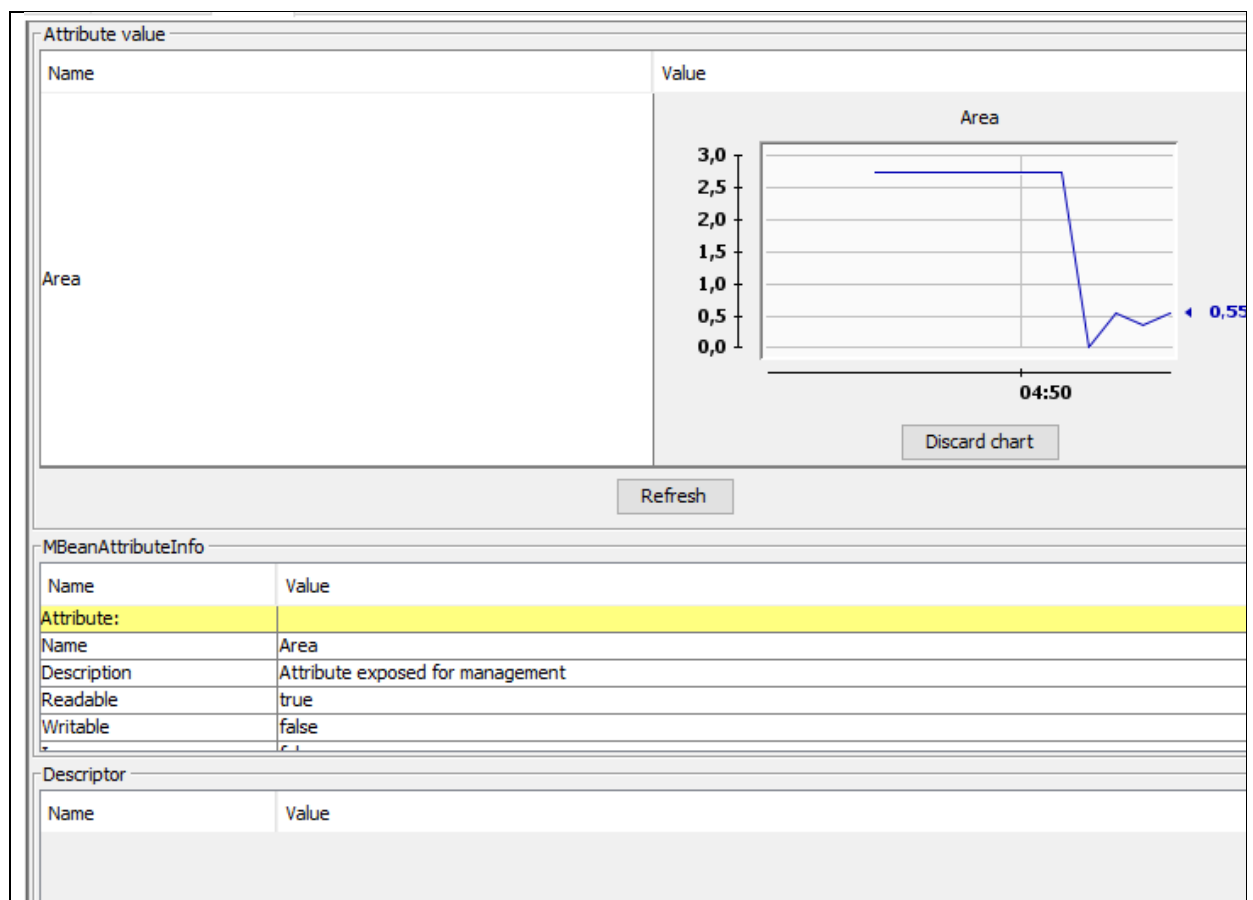 Attribute value
Name Value
Area
3,0
2,5
2,0
1,5
1,0
0,5
0,0
Area
0,55
04:50
Discard chart
Refresh
MBeanAttributeInfo
Name Value
Attribute:
Name Area
Description Attribute exposed for management
Readable true
Writable false
Descriptor
Name Value